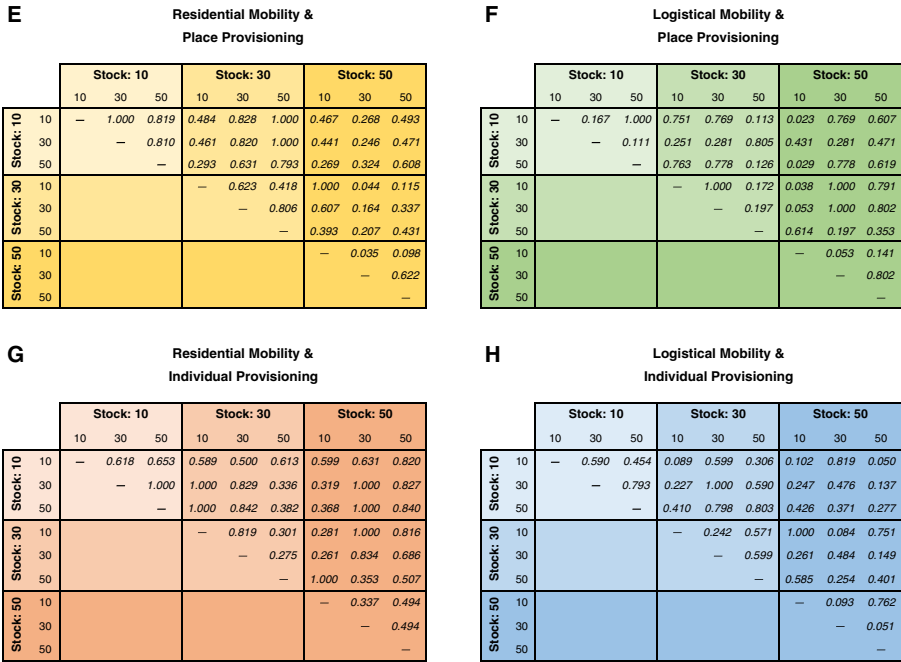 E
Residential Mobility &
Place Provisioning
Stock: 10 Stock: 30 Stock: 50
10 30 50 10 30 50 10 30 50
Stock: 10
10 — 1.000 0.819 0.484 0.828 1.000 0.467 0.268 0.493
30 — 0.810 0.461 0.820 1.000 0.441 0.246 0.471
50 — 0.293 0.631 0.793 0.269 0.324 0.608
Stock: 30
10 — 0.623 0.418 1.000 0.044 0.115
30 — 0.806 0.607 0.164 0.337
50 — 0.393 0.207 0.431
Stock: 50
10 — 0.035 0.098
30 — 0.622
50 —
F
Logistical Mobility &
Place Provisioning
Stock: 10 Stock: 30 Stock: 50
10 30 50 10 30 50 10 30 50
Stock: 10
10 — 0.167 1.000 0.751 0.769 0.113 0.023 0.769 0.607
30 — 0.111 0.251 0.281 0.805 0.431 0.281 0.471
50 — 0.763 0.778 0.126 0.029 0.778 0.619
Stock: 30
10 — 1.000 0.172 0.038 1.000 0.791
30 — 0.197 0.053 1.000 0.802
50 — 0.614 0.197 0.353
Stock: 50
10 — 0.053 0.141
30 — 0.802
50 —
G
Residential Mobility &
Individual Provisioning
Stock: 10 Stock: 30 Stock: 50
10 30 50 10 30 50 10 30 50
Stock: 10
10 — 0.618 0.653 0.589 0.500 0.613 0.599 0.631 0.820
30 — 1.000 1.000 0.829 0.336 0.319 1.000 0.827
50 — 1.000 0.842 0.382 0.368 1.000 0.840
Stock: 30
10 — 0.819 0.301 0.281 1.000 0.816
30 — 0.275 0.261 0.834 0.686
50 — 1.000 0.353 0.507
Stock: 50
10 — 0.337 0.494
30 — 0.494
50 —
H
Logistical Mobility &
Individual Provisioning
Stock: 10 Stock: 30 Stock: 50
10 30 50 10 30 50 10 30 50
Stock: 10
10 — 0.590 0.454 0.089 0.599 0.306 0.102 0.819 0.050
30 — 0.793 0.227 1.000 0.590 0.247 0.476 0.137
50 — 0.410 0.798 0.803 0.426 0.371 0.277
Stock: 30
10 — 0.242 0.571 1.000 0.084 0.751
30 — 0.599 0.261 0.484 0.149
50 — 0.585 0.254 0.401
Stock: 50
10 — 0.093 0.762
30 — 0.051
50 —